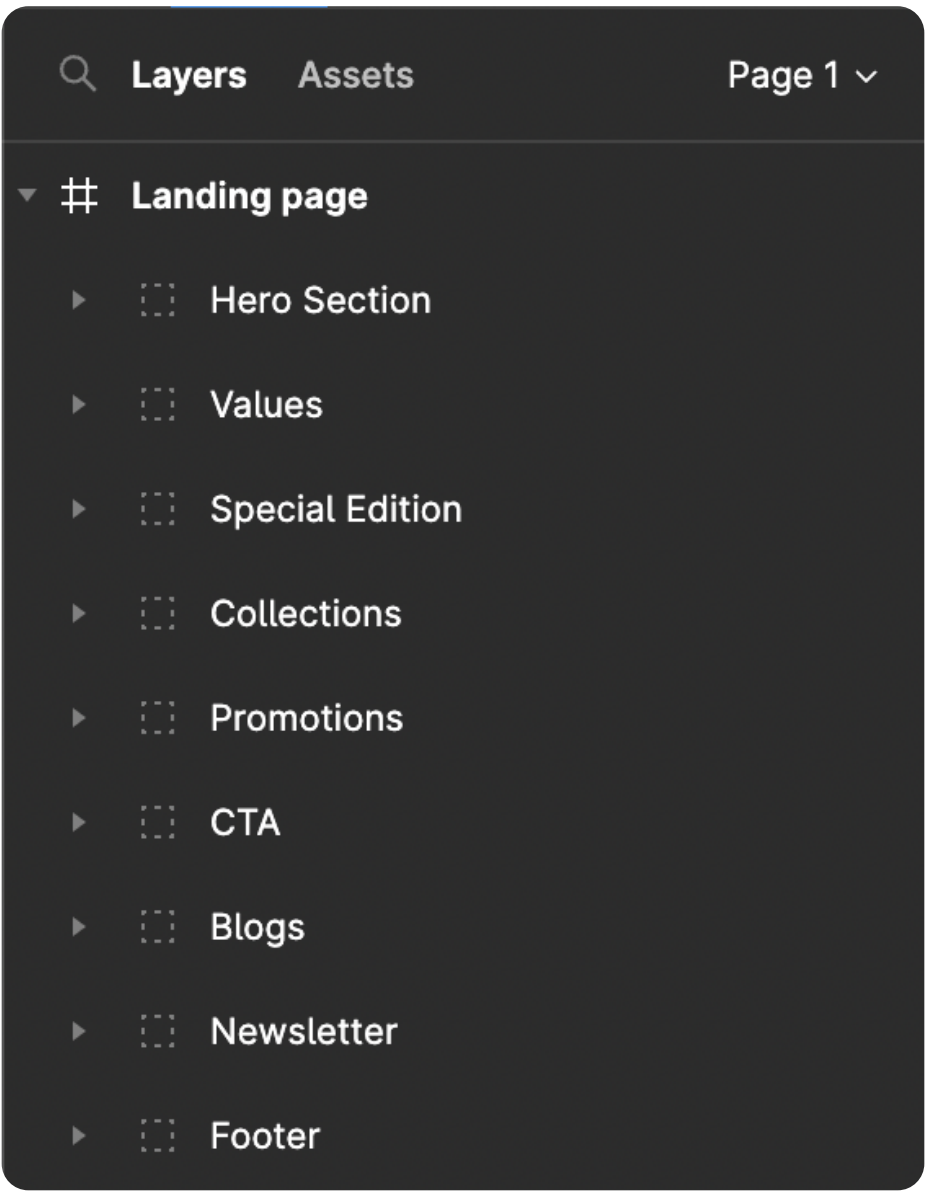 Layers Assets Page 1
Landing page
Hero Section
Values
Special Edition
Collections
Promotions
CTA
Blogs
Newsletter
Footer